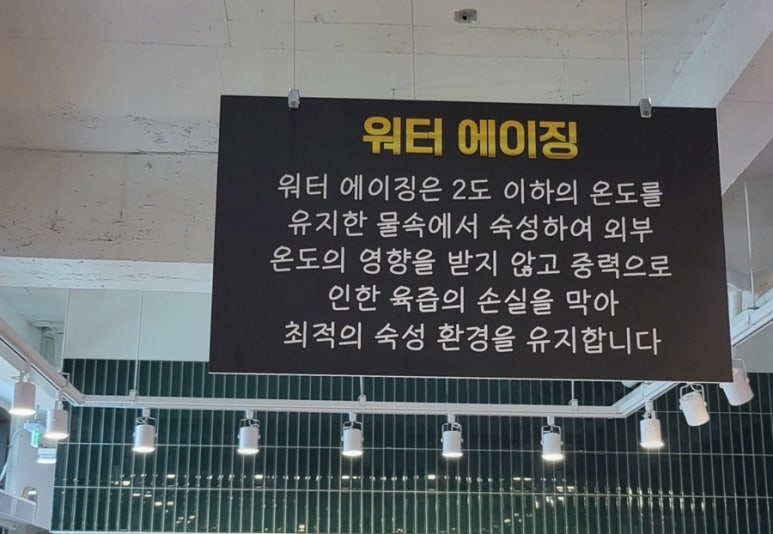 워터 에이징
워터 에이징은 2도 이하의 온도를
유지한 물속에서 숙성하여 외부
온도의 영향을 받지 않고 중력으로
인한 육즙의 손실을 막아
최적의 숙성 환경을 유지합니다